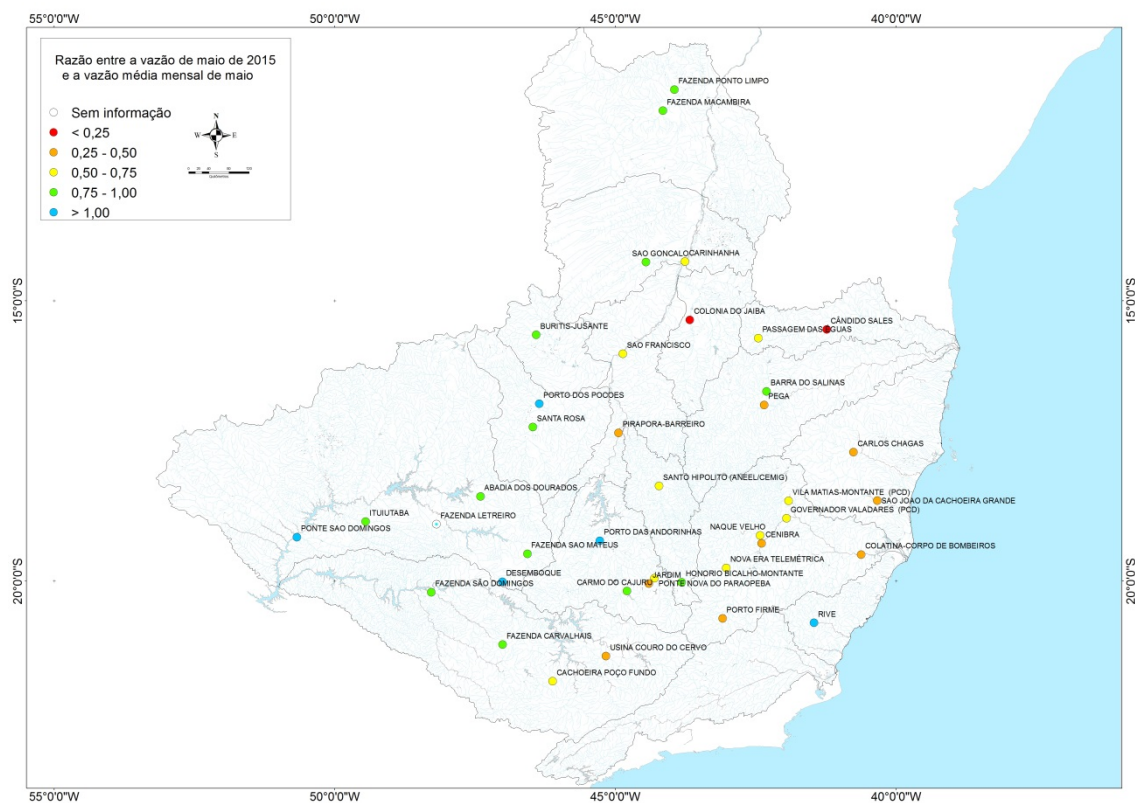 55°0'0"W 50°0'0"W 45°0'0"W 40°0'0"W
Razão entre a vazão de maio de 2015
e a vazão média mensal de maio
Sem informação
< 0,25
0,25 - 0,50
0,50 - 0,75
0,75 - 1,00
> 1,00
N
W E
S
Quilômetros
FAZENDA PONTO LIMPO
FAZENDA MACAMBIRA
SAO GONCALO
CARINHANHA
15°0'0"S
15°0'0"S
COLONIA DO JAIBA
CÂNDIDO SALES
BURITIS-JUSANTE
PASSAGEM DAS EGUAS
SAO FRANCISCO
BARRA DO SALINAS
PEGA
PORTO DOS POCOES
SANTA ROSA
PIRAPORA-BARREIRO
CARLOS CHAGAS
SANTO HIPOLITO (ANEEL/CEMIG)
ABADIA DOS DOURADOS
VILA MATIAS-MONTANTE (PCD)
SAO JOAO DA CACHOEIRA GRANDE
ITUIUTABA
FAZENDA LETREIRO
GOVERNADOR VALADARES (PCD)
PONTE SAO DOMINGOS
PORTO DAS ANDORINHAS
NAQUE VELHO
CENIBRA
FAZENDA SAO MATEUS
COLATINA-CORPO DE BOMBEIROS
NOVA ERA TELEMÉTRICA
DESEMBOQUE
JARDIM
HONORIO BICALHO-MONTANTE
20°0'0"S
20°0'0"S
FAZENDA SÃO DOMINGOS
CARMO DO CAJURU
PONTE NOVA DO PARAOPEBA
PORTO FIRME
RIVE
FAZENDA CARVALHAIS
USINA COURO DO CERVO
CACHOEIRA POÇO FUNDO
55°0'0"W 50°0'0"W 45°0'0"W 40°0'0"W